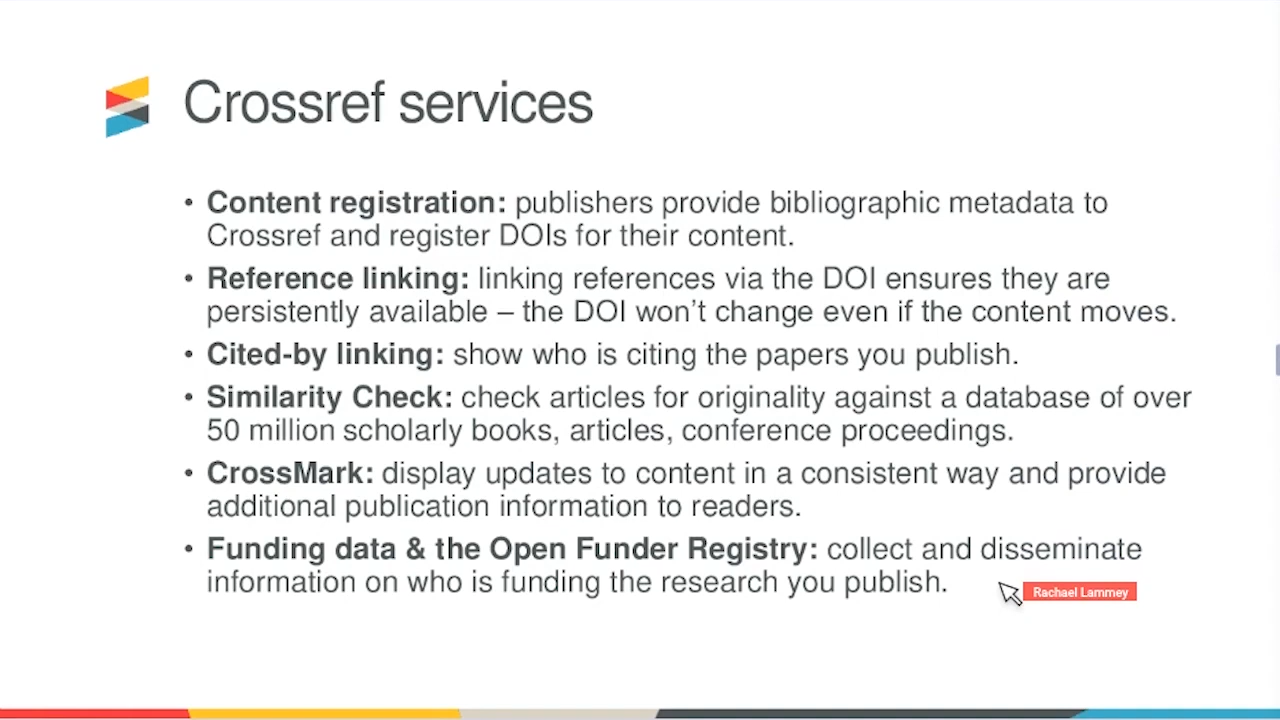 Crossref services
• Content registration: publishers provide bibliographic metadata to
Crossref and register DOIs for their content.
• Reference linking: linking references via the DOI ensures they are
persistently available – the DOI won’t change even if the content moves.
• Cited-by linking: show who is citing the papers you publish.
• Similarity Check: check articles for originality against a database of over
50 million scholarly books, articles, conference proceedings.
• CrossMark: display updates to content in a consistent way and provide
additional publication information to readers.
• Funding data & the Open Funder Registry: collect and disseminate
information on who is funding the research you publish.
Rachael Lammey